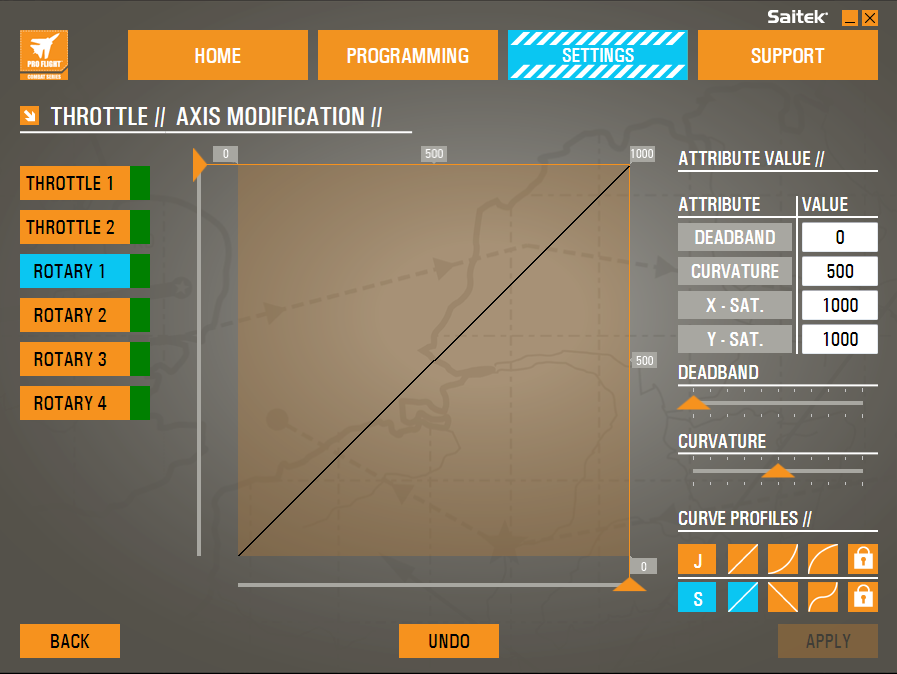 Saitek
PRO FLIGHT
COMBAT SERIES
HOME
PROGRAMMING
SETTINGS
SUPPORT
THROTTLE // AXIS MODIFICATION //
THROTTLE 1
THROTTLE 2
ROTARY 1
ROTARY 2
ROTARY 3
ROTARY 4
0
500
1000
500
0
ATTRIBUTE VALUE //
ATTRIBUTE VALUE
DEADBAND 0
CURVATURE 500
X - SAT. 1000
Y - SAT. 1000
DEADBAND
CURVATURE
CURVE PROFILES //
J
S
BACK
UNDO
APPLY